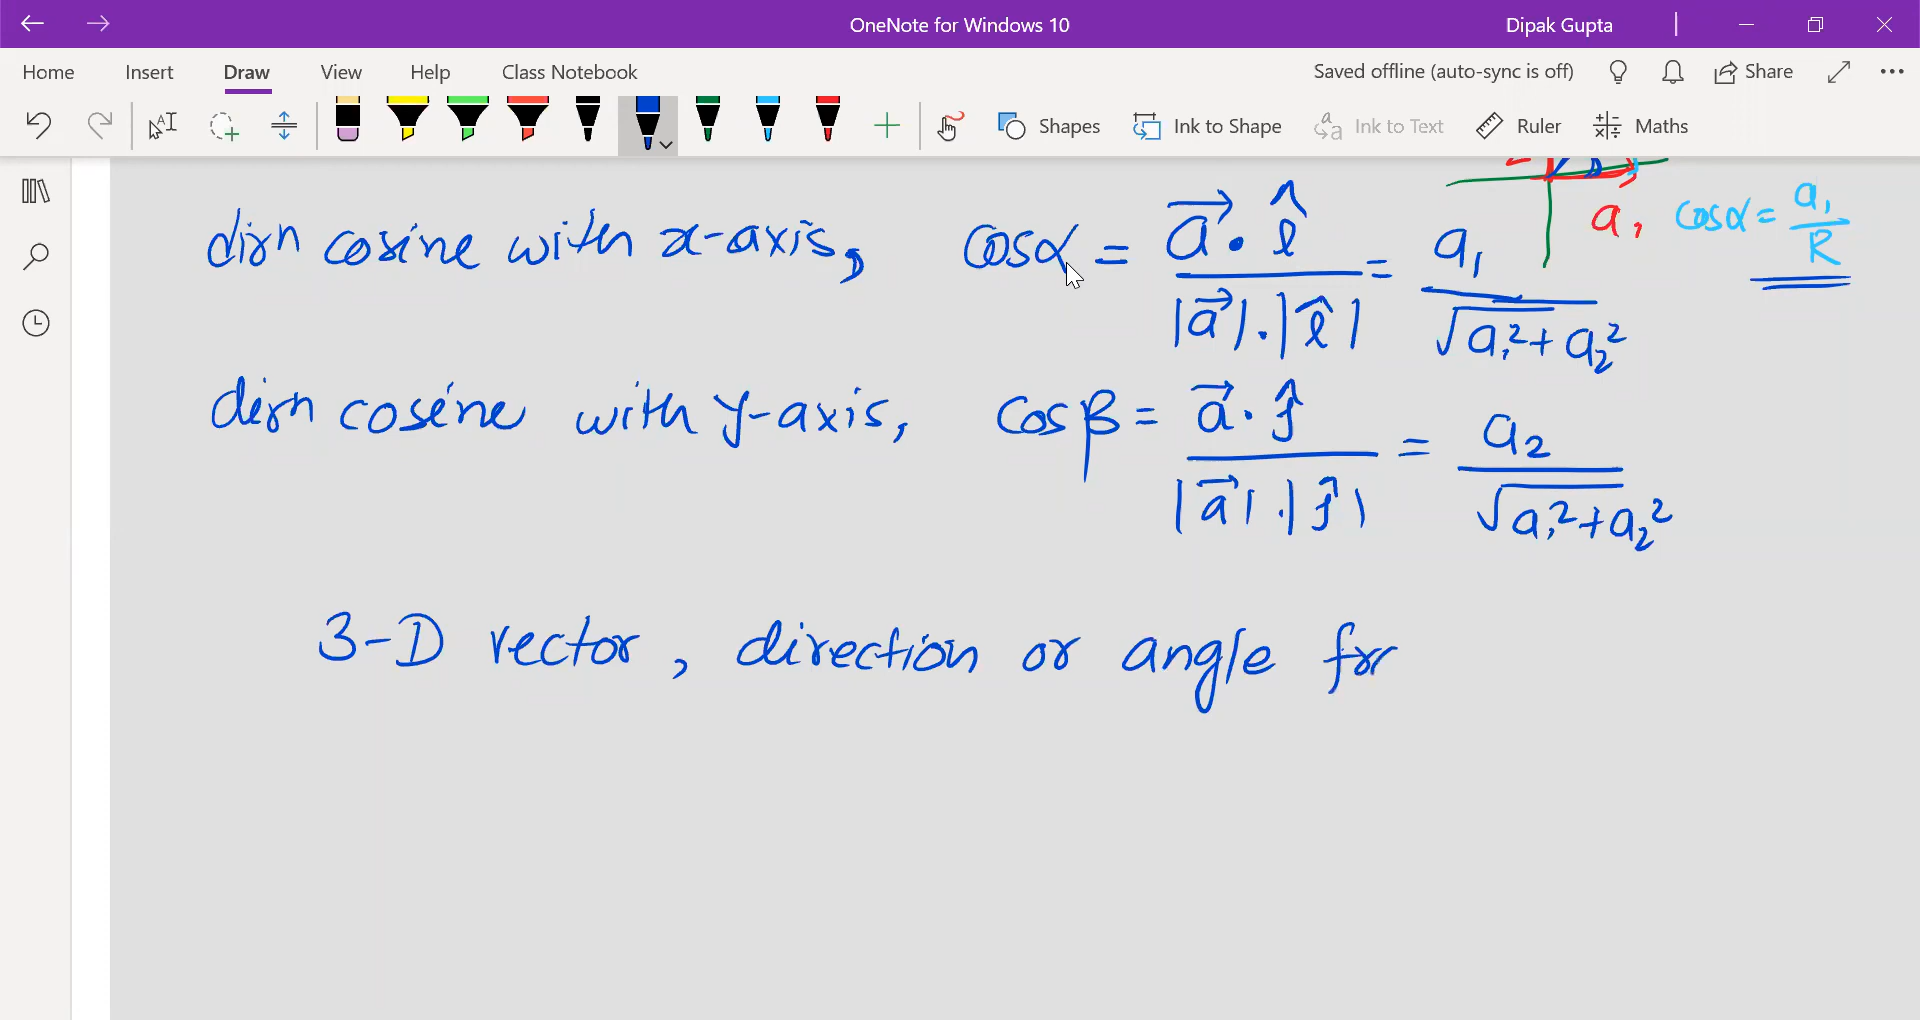 OneNote for Windows 10
Dipak Gupta
Home Insert Draw View Help Class Notebook
Saved offline (auto-sync is off) Share
Shapes Ink to Shape Ink to Text Ruler Maths
dirn cosine with x-axis, cosα = a⃗ · î / |a⃗| . |î| = a₁ / √a₁² + a₂²
a₁ cosα = a₁ / R
dirn cosine with y-axis, cosβ = a⃗ · ĵ / |a⃗| . |ĵ| = a₂ / √a₁² + a₂²
3-D vector, direction or angle